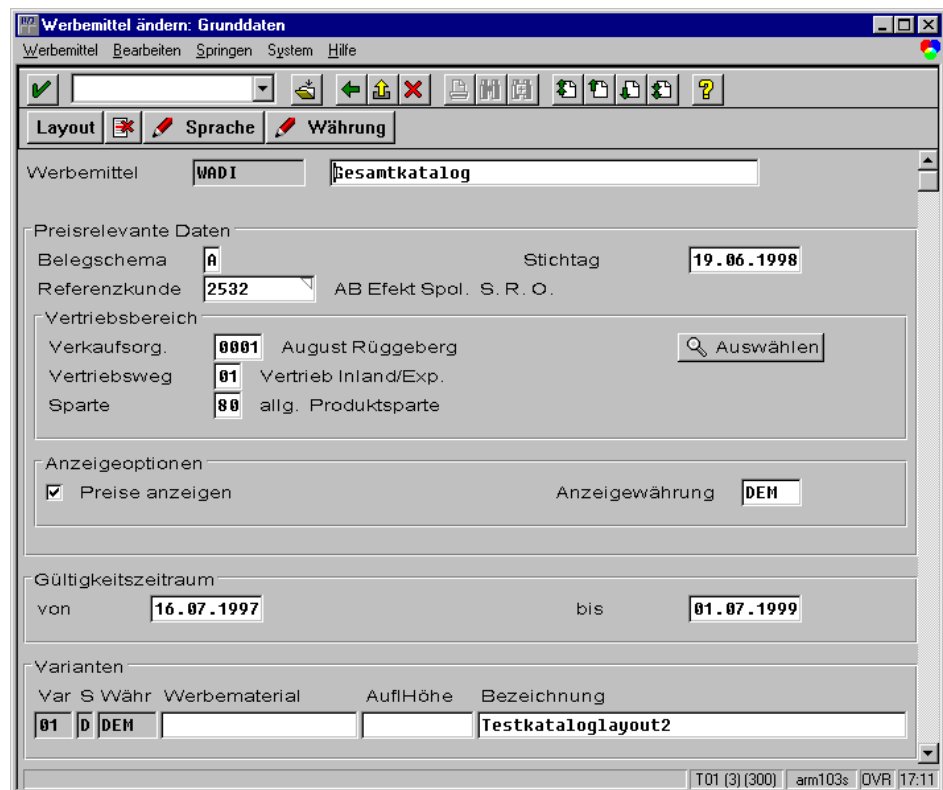 Werbemittel ändern: Grunddaten
Werbemittel Bearbeiten Springen System Hilfe
Layout Sprache Währung
Werbemittel WADI Gesamtkatalog
Preisrelevante Daten
Belegschema A Stichtag 19.06.1998
Referenzkunde 2532 AB Efekt Spol. S.R.O.
Vertriebsbereich
Verkaufsorg. 0001 August Rüggeberg Auswählen
Vertriebsweg 01 Vertrieb Inland/Exp.
Sparte 80 allg. Produktsparte
Anzeigeoptionen
Preise anzeigen Anzeigewährung DEM
Gültigkeitszeitraum
von 16.07.1997 bis 01.07.1999
Varianten
Var S Währ Werbematerial AuflHöhe Bezeichnung
01 D DEM Testkataloglayout2
T01 (3) (300) arm103s OVR 17:11